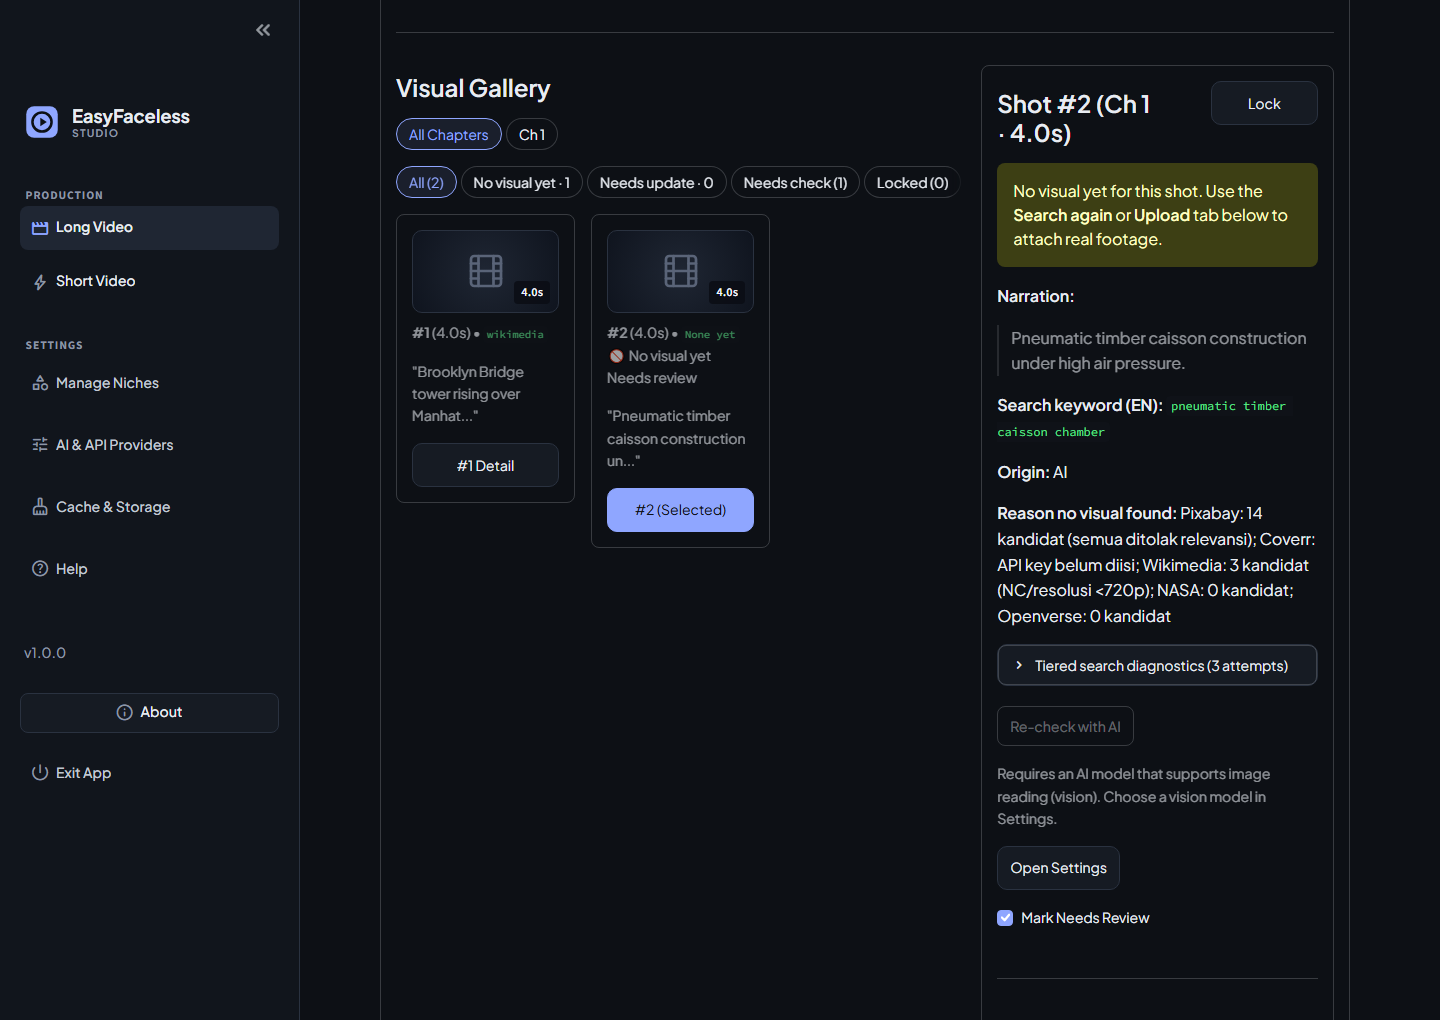 EasyFaceless
STUDIO
PRODUCTION
Long Video
Short Video
SETTINGS
Manage Niches
AI & API Providers
Cache & Storage
Help
v1.0.0
About
Exit App
Visual Gallery
All Chapters
Ch 1
All (2)
No visual yet · 1
Needs update · 0
Needs check (1)
Locked (0)
4.0s
#1 (4.0s) • wikimedia
"Brooklyn Bridge
tower rising over
Manhat..."
#1 Detail
4.0s
#2 (4.0s) • None yet
No visual yet
Needs review
"Pneumatic timber
caisson construction
un..."
#2 (Selected)
Shot #2 (Ch 1
· 4.0s)
Lock
No visual yet for this shot. Use the
Search again or Upload tab below to
attach real footage.
Narration:
Pneumatic timber caisson construction
under high air pressure.
Search keyword (EN): pneumatic timber
caisson chamber
Origin: AI
Reason no visual found: Pixabay: 14
kandidat (semua ditolak relevansi); Coverr:
API key belum diisi; Wikimedia: 3 kandidat
(NC/resolusi <720p); NASA: 0 kandidat;
Openverse: 0 kandidat
Tiered search diagnostics (3 attempts)
Re-check with AI
Requires an AI model that supports image
reading (vision). Choose a vision model in
Settings.
Open Settings
Mark Needs Review